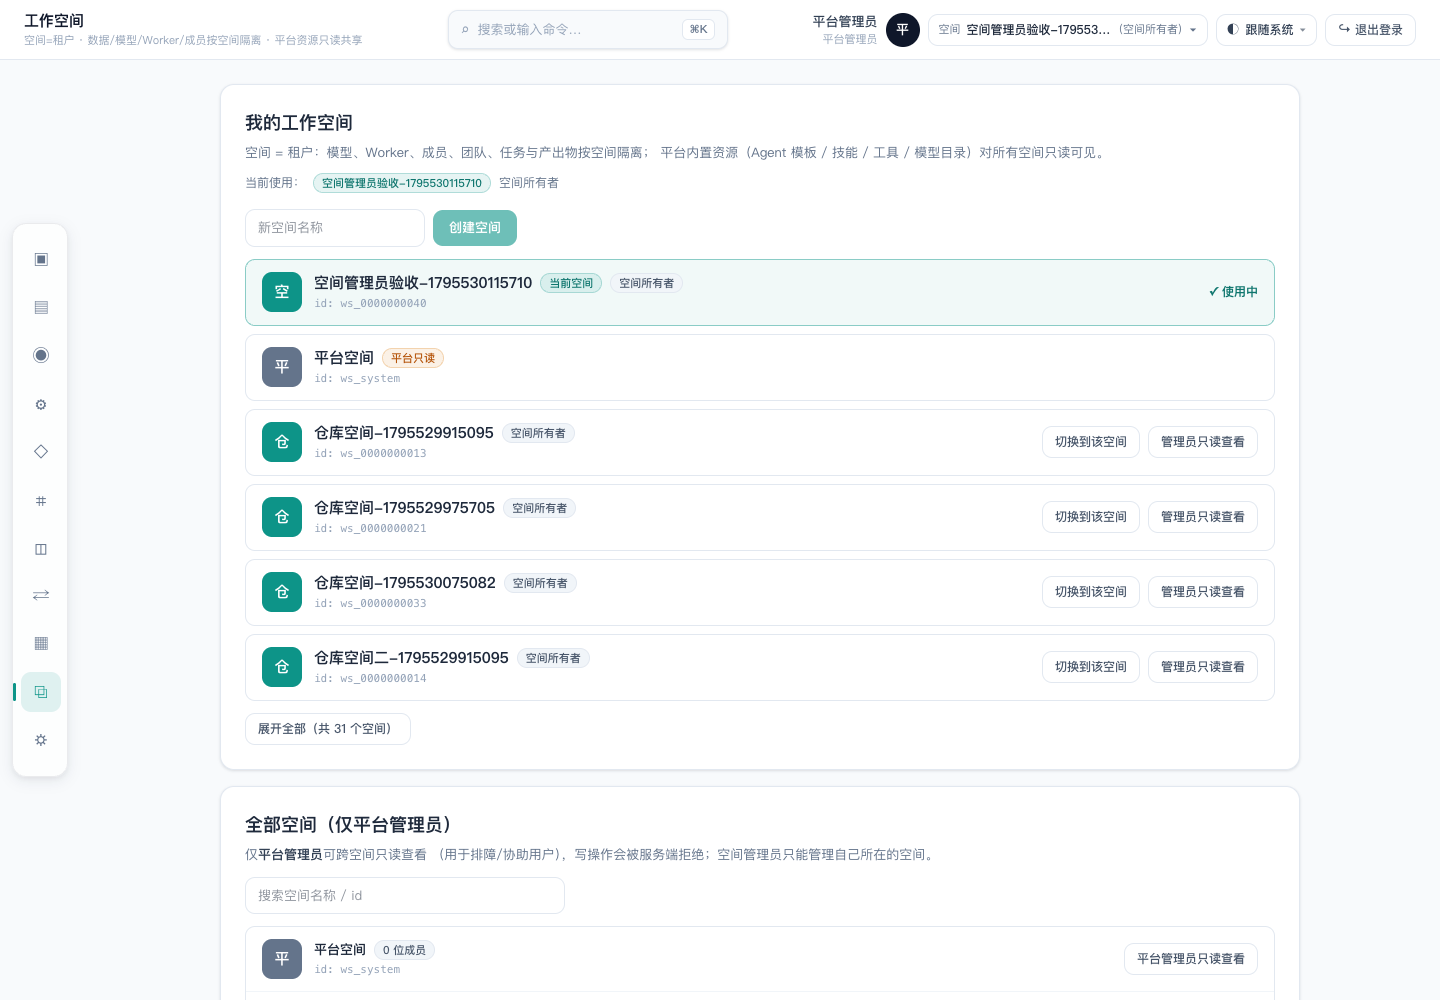 工作空间
空间=租户 · 数据/模型/Worker/成员按空间隔离 · 平台资源只读共享
搜索或输入命令…
⌘K
平台管理员
平台管理员
平
空间 空间管理员验收-179553… (空间所有者)
跟随系统
退出登录
我的工作空间
空间 = 租户：模型、Worker、成员、团队、任务与产出物按空间隔离； 平台内置资源（Agent 模板 / 技能 / 工具 / 模型目录）对所有空间只读可见。
当前使用： 空间管理员验收-1795530115710 空间所有者
新空间名称
创建空间
空
空间管理员验收-1795530115710 当前空间 空间所有者
id: ws_0000000040
✓ 使用中
平
平台空间 平台只读
id: ws_system
仓
仓库空间-1795529915095 空间所有者
id: ws_0000000013
切换到该空间 管理员只读查看
仓
仓库空间-1795529975705 空间所有者
id: ws_0000000021
切换到该空间 管理员只读查看
仓
仓库空间-1795530075082 空间所有者
id: ws_0000000033
切换到该空间 管理员只读查看
仓
仓库空间二-1795529915095 空间所有者
id: ws_0000000014
切换到该空间 管理员只读查看
展开全部（共 31 个空间）
全部空间（仅平台管理员）
仅平台管理员可跨空间只读查看 （用于排障/协助用户），写操作会被服务端拒绝；空间管理员只能管理自己所在的空间。
搜索空间名称 / id
平
平台空间 0 位成员
id: ws_system
平台管理员只读查看